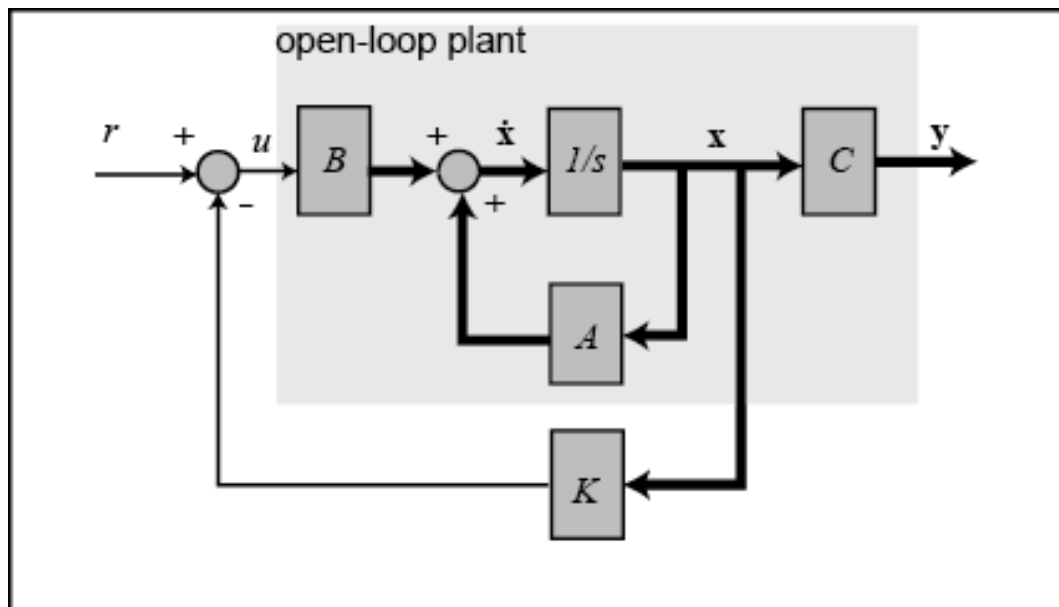 open-loop plant
r
+
u
B
+
ẋ
1/s
x
C
y
-
+
A
K